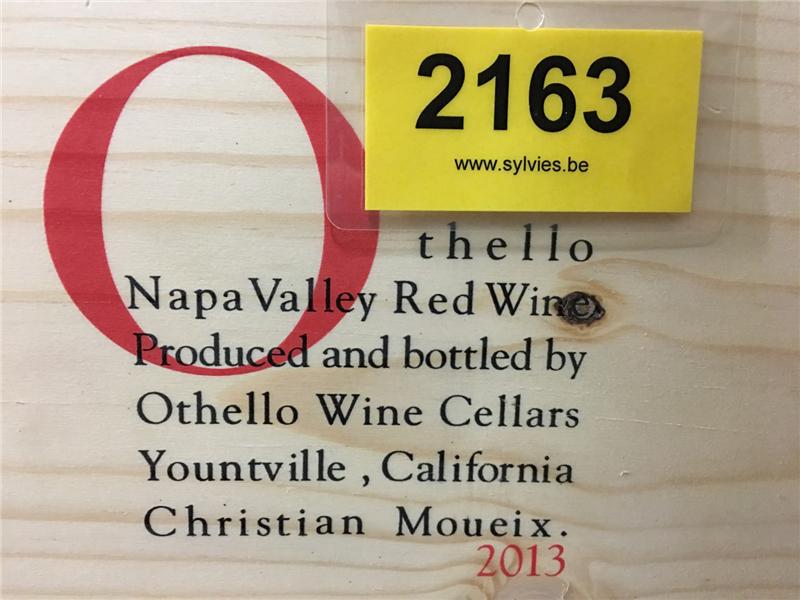 2163
www.sylvies.be
Othello
Napa Valley Red Wine
Produced and bottled by
Othello Wine Cellars
Yountville , California
Christian Moueix.
2013